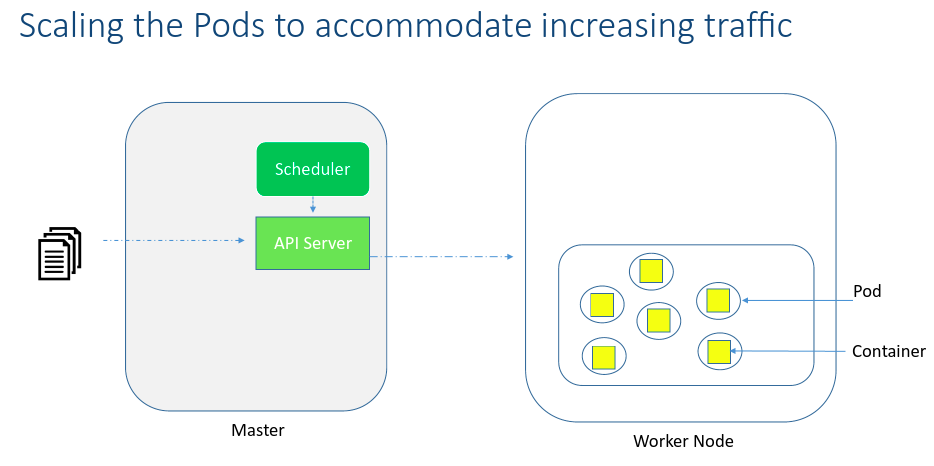 Scaling the Pods to accommodate increasing traffic
Scheduler
API Server
Pod
Container
Master
Worker Node